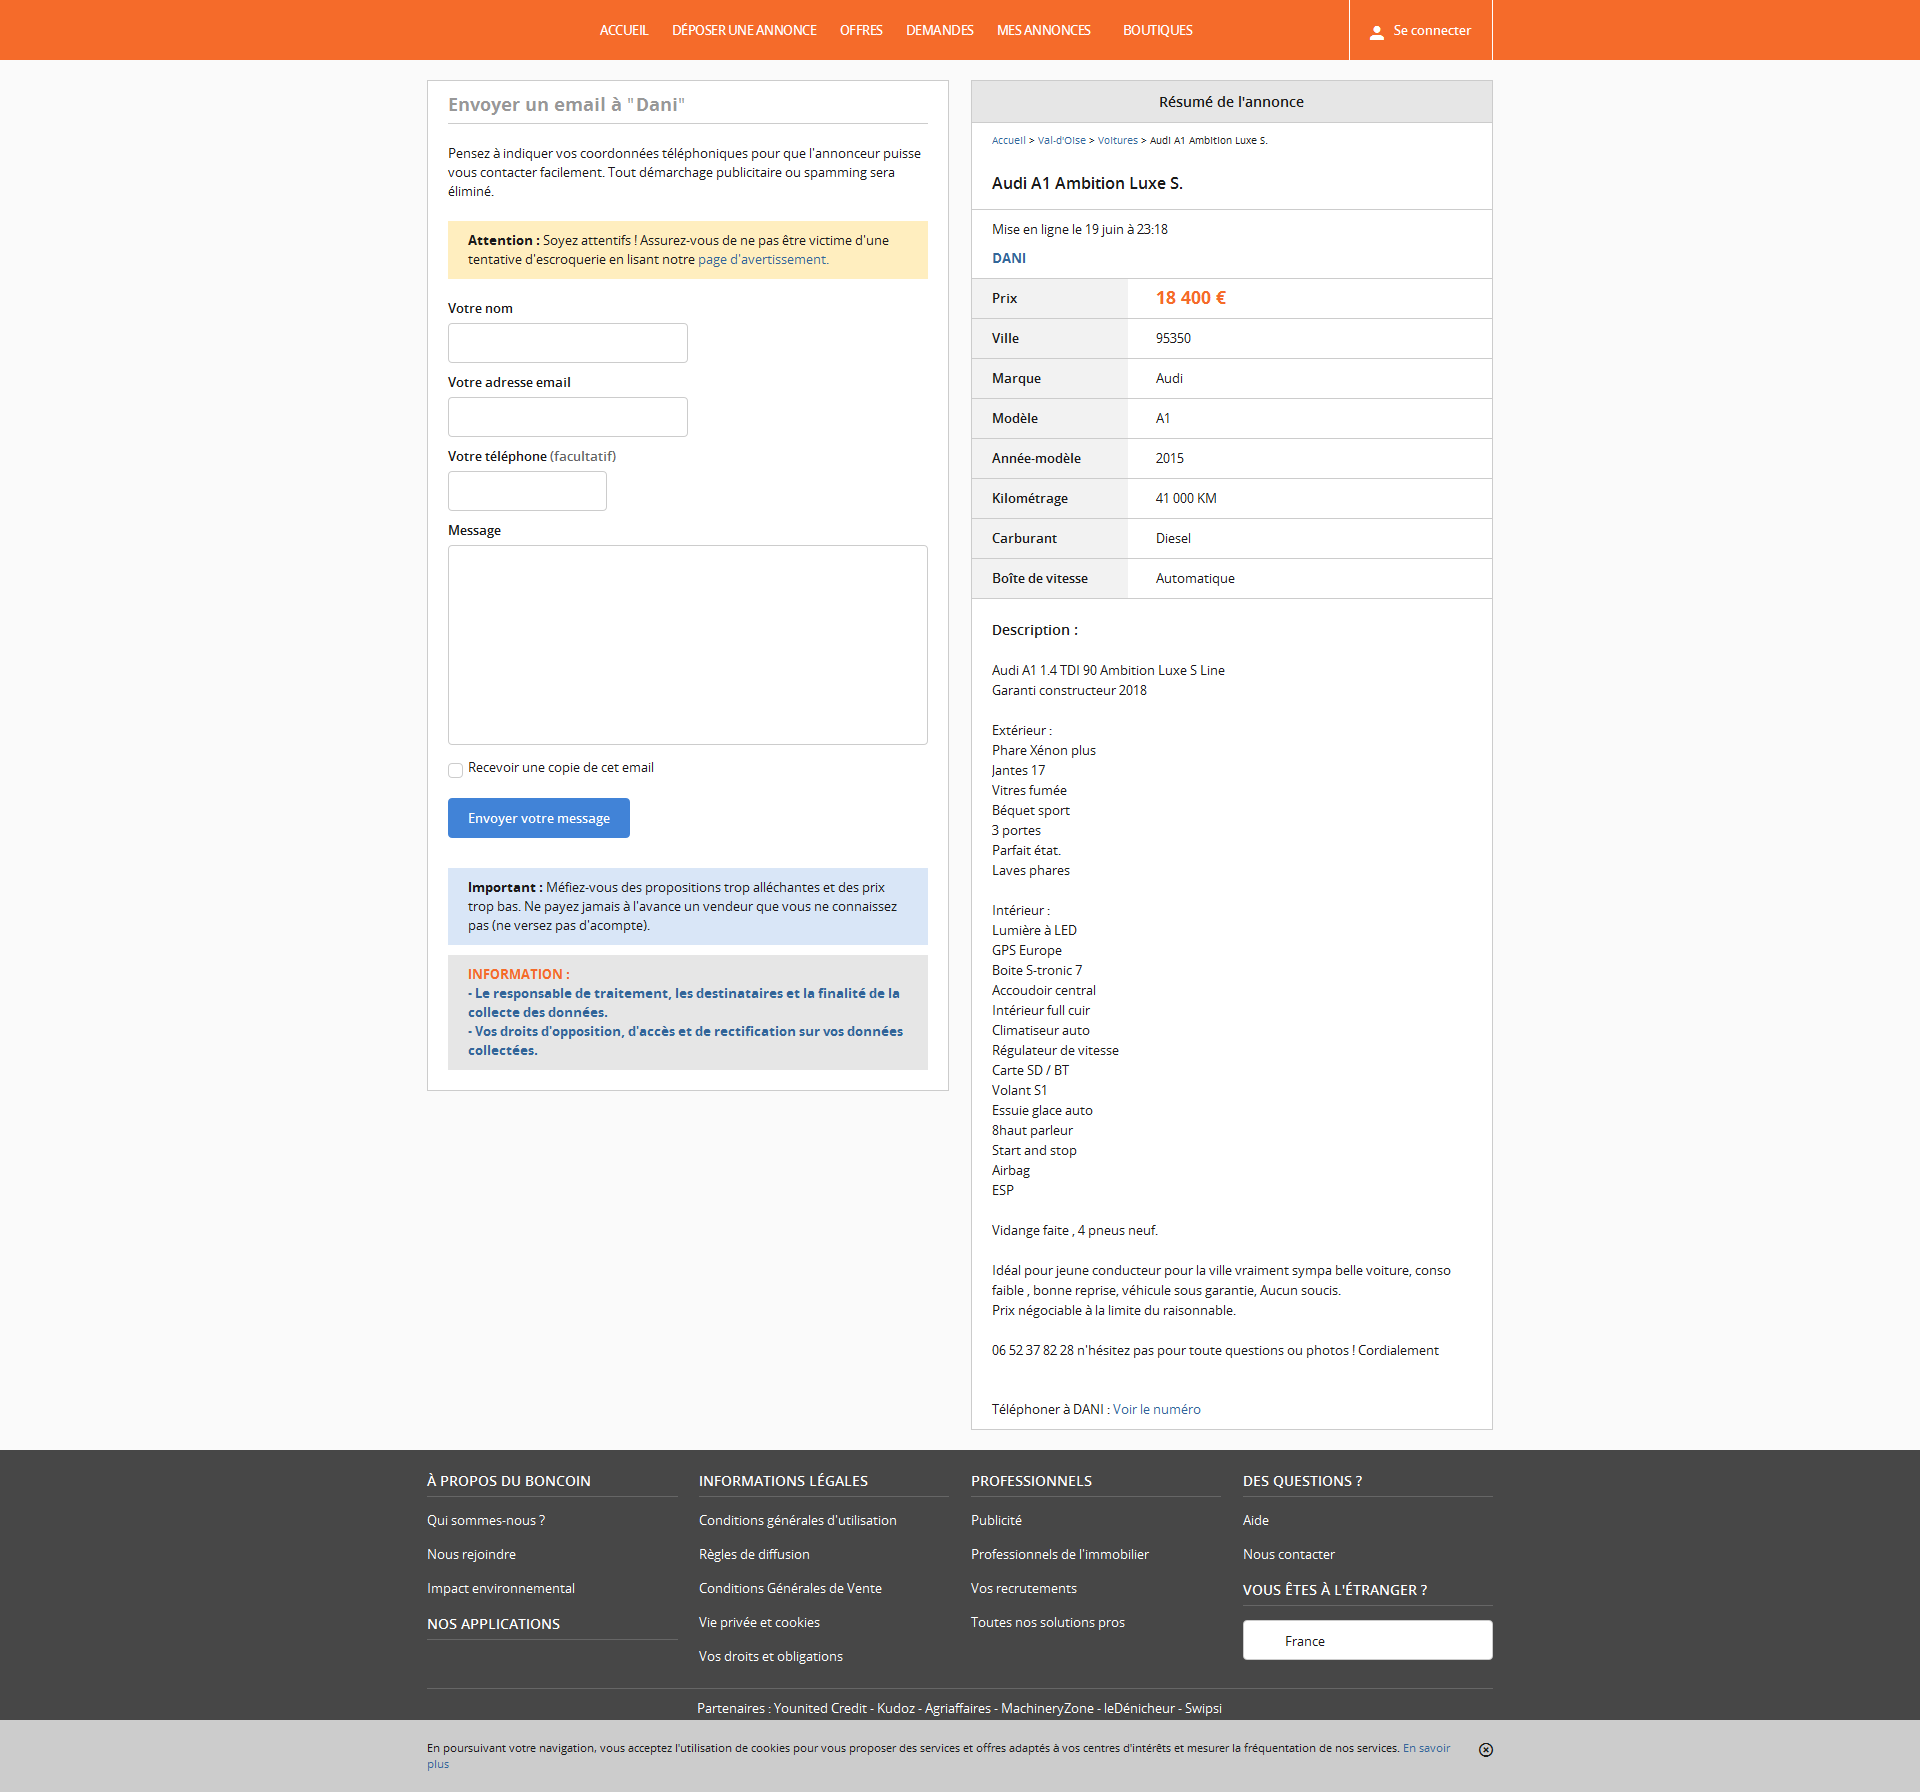 ACCUEIL DÉPOSER UNE ANNONCE OFFRES DEMANDES MES ANNONCES BOUTIQUES Se connecter
Envoyer un email à "Dani"
Pensez à indiquer vos coordonnées téléphoniques pour que l'annonceur puisse
vous contacter facilement. Tout démarchage publicitaire ou spamming sera
éliminé.
Attention : Soyez attentifs ! Assurez-vous de ne pas être victime d'une
tentative d'escroquerie en lisant notre page d'avertissement.
Votre nom
Votre adresse email
Votre téléphone (facultatif)
Message
Recevoir une copie de cet email
Envoyer votre message
Important : Méfiez-vous des propositions trop alléchantes et des prix
trop bas. Ne payez jamais à l'avance un vendeur que vous ne connaissez
pas (ne versez pas d'acompte).
INFORMATION :
- Le responsable de traitement, les destinataires et la finalité de la
collecte des données.
- Vos droits d'opposition, d'accès et de rectification sur vos données
collectées.
Résumé de l'annonce
Accueil > Val-d'Oise > Voitures > Audi A1 Ambition Luxe S.
Audi A1 Ambition Luxe S.
Mise en ligne le 19 juin à 23:18
DANI
Prix 18 400 €
Ville 95350
Marque Audi
Modèle A1
Année-modèle 2015
Kilométrage 41 000 KM
Carburant Diesel
Boîte de vitesse Automatique
Description :
Audi A1 1.4 TDI 90 Ambition Luxe S Line
Garanti constructeur 2018
Extérieur :
Phare Xénon plus
Jantes 17
Vitres fumée
Béquet sport
3 portes
Parfait état.
Laves phares
Intérieur :
Lumière à LED
GPS Europe
Boite S-tronic 7
Accoudoir central
Intérieur full cuir
Climatiseur auto
Régulateur de vitesse
Carte SD / BT
Volant S1
Essuie glace auto
8haut parleur
Start and stop
Airbag
ESP
Vidange faite , 4 pneus neuf.
Idéal pour jeune conducteur pour la ville vraiment sympa belle voiture, conso
faible , bonne reprise, véhicule sous garantie, Aucun soucis.
Prix négociable à la limite du raisonnable.
06 52 37 82 28 n'hésitez pas pour toute questions ou photos ! Cordialement
Téléphoner à DANI : Voir le numéro
À PROPOS DU BONCOIN
Qui sommes-nous ?
Nous rejoindre
Impact environnemental
NOS APPLICATIONS
INFORMATIONS LÉGALES
Conditions générales d'utilisation
Règles de diffusion
Conditions Générales de Vente
Vie privée et cookies
Vos droits et obligations
PROFESSIONNELS
Publicité
Professionnels de l'immobilier
Vos recrutements
Toutes nos solutions pros
DES QUESTIONS ?
Aide
Nous contacter
VOUS ÊTES À L'ÉTRANGER ?
France
Partenaires : Younited Credit - Kudoz - Agriaffaires - MachineryZone - leDénicheur - Swipsi
En poursuivant votre navigation, vous acceptez l'utilisation de cookies pour vous proposer des services et offres adaptés à vos centres d'intérêts et mesurer la fréquentation de nos services. En savoir
plus